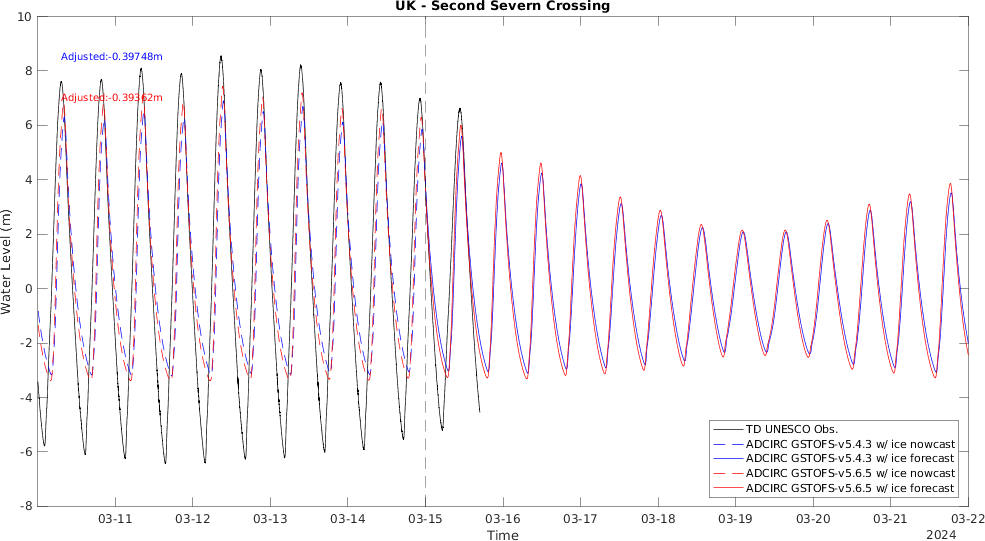 UK - Second Severn Crossing
10
8
6
4
2
0
-2
-4
-6
-8
Water Level (m)
Adjusted:-0.39748m
Adjusted:-0.39362m
TD UNESCO Obs.
ADCIRC GSTOFS-v5.4.3 w/ ice nowcast
ADCIRC GSTOFS-v5.4.3 w/ ice forecast
ADCIRC GSTOFS-v5.6.5 w/ ice nowcast
ADCIRC GSTOFS-v5.6.5 w/ ice forecast
03-11 03-12 03-13 03-14 03-15 03-16 03-17 03-18 03-19 03-20 03-21 03-22
Time
2024